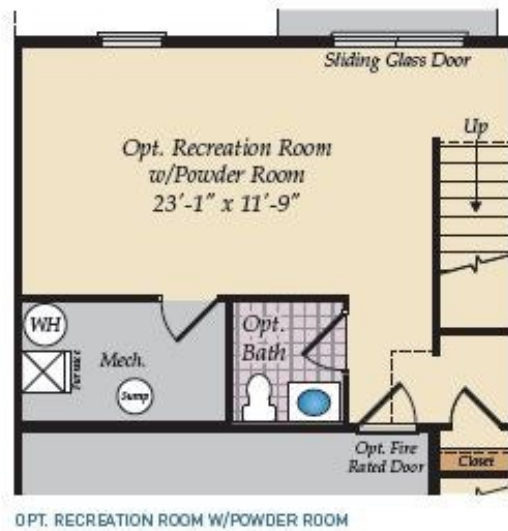 Sliding Glass Door
Up
Opt. Recreation Room
w/Powder Room
23'-1" x 11'-9"
WH
Furnace
Mech.
Sump
Opt.
Bath
Opt. Fire
Rated Door
Closet
OPT. RECREATION ROOM W/POWDER ROOM